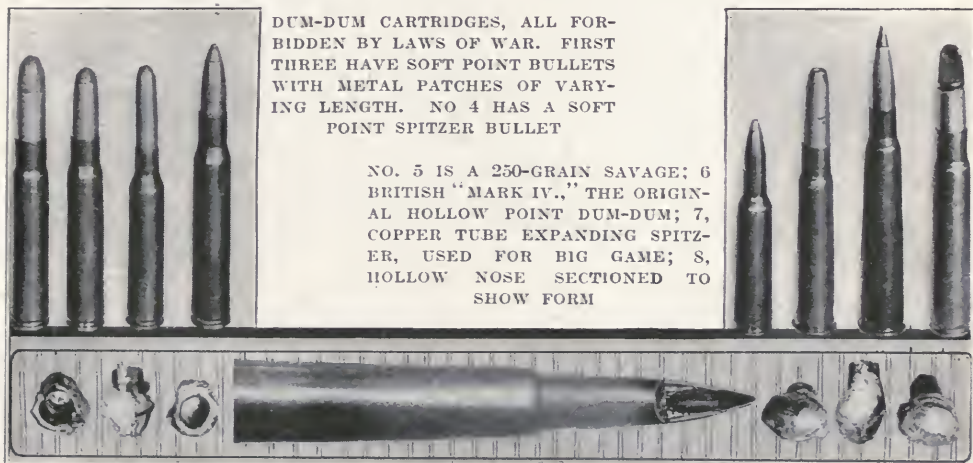 DUM-DUM CARTRIDGES, ALL FOR-
BIDDEN BY LAWS OF WAR. FIRST
THREE HAVE SOFT POINT BULLETS
WITH METAL PATCHES OF VARY-
ING LENGTH. NO 4 HAS A SOFT
POINT SPITZER BULLET
NO. 5 IS A 250-GRAIN SAVAGE; 6
BRITISH "MARK IV.," THE ORIGIN-
AL HOLLOW POINT DUM-DUM; 7,
COPPER TUBE EXPANDING SPITZ-
ER, USED FOR BIG GAME; 8,
HOLLOW NOSE SECTIONED TO
SHOW FORM